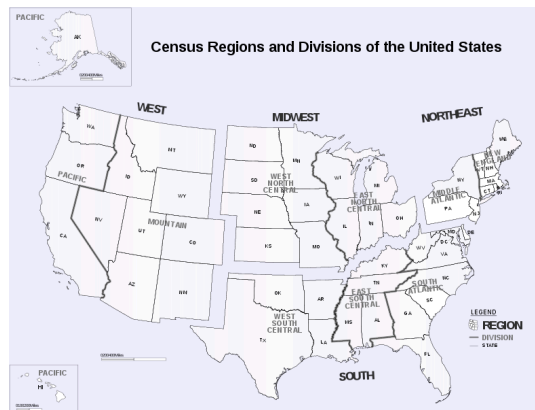 PACIFIC
AK
Census Regions and Divisions of the United States
WEST
MIDWEST
NORTHEAST
WA
MT
ND
MN
ME
OR
ID
SD
WI
MI
NY
VT
NH
NEW
ENGLAND
MA
CT
PACIFIC
WY
WEST
NORTH
CENTRAL
EAST
NORTH
CENTRAL
MIDDLE
ATLANTIC
PA
NJ
NV
MOUNTAIN
NE
IA
IL
IN
OH
CA
UT
CO
KS
MO
WV
MD
DE
DC
VA
KY
AZ
NM
OK
AR
TN
NC
EAST
SOUTH
CENTRAL
SOUTH
ATLANTIC
SC
WEST
SOUTH
CENTRAL
MS
AL
GA
TX
LA
FL
SOUTH
LEGEND
REGION
DIVISION
STATE
PACIFIC
HI